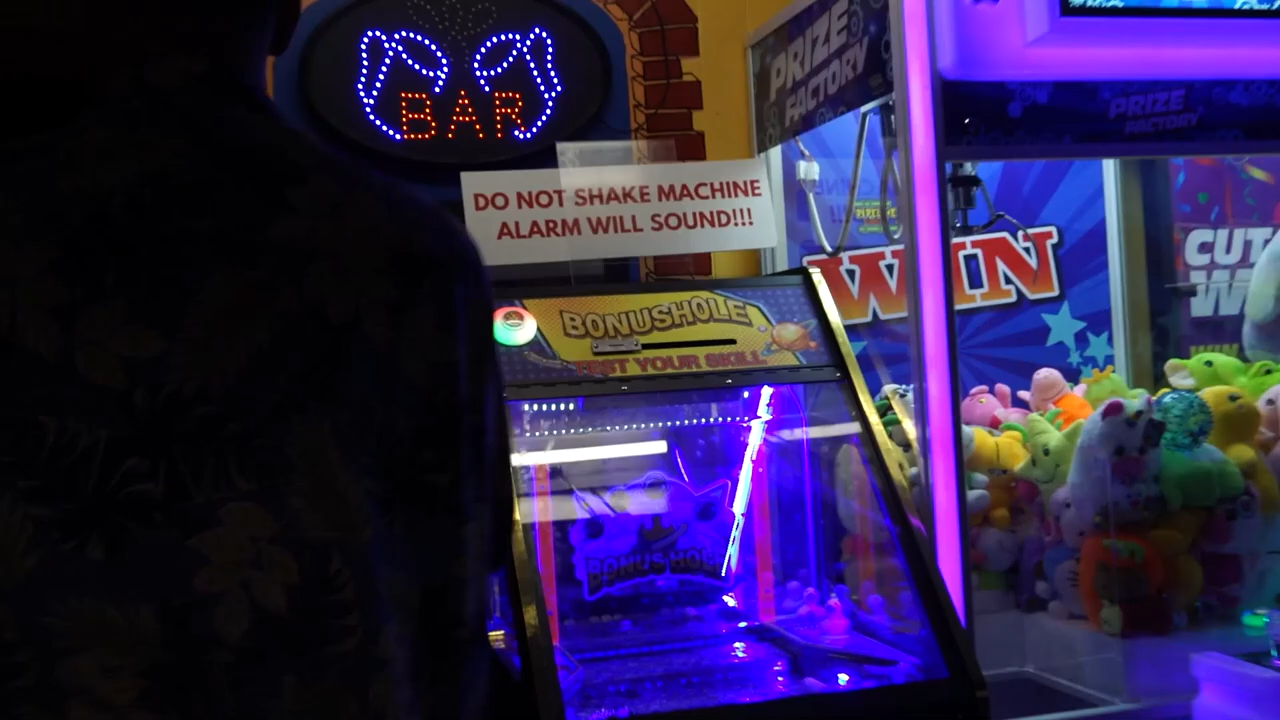 BAR
DO NOT SHAKE MACHINE
ALARM WILL SOUND!!!
PRIZE
FACTORY
PRIZE
FACTORY
WIN
CUT
W
BONUSHOLE
TEST YOUR SKILL
BONUS HOLE